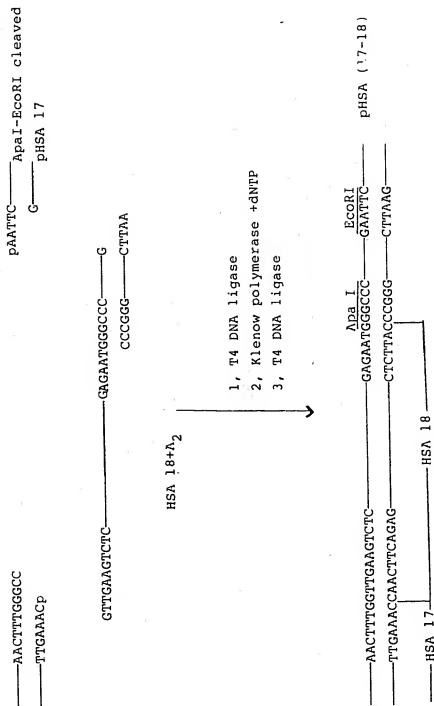 —AACTTTGGGCC pAATTC—ApaI-EcoRI cleaved
—TTGAAACp G—pHSA 17
GTTGAAGTCTC—GAGAATGGGCCC—G
CCCGGG—CTTAA
HSA 18+A₂
1, T4 DNA ligase
2, Klenow polymerase +dNTP
3, T4 DNA ligase
Apa I EcoRI
—AACTTTGGTTGAAGTCTC—GAGAATGGGCCC—GAATTC—
pHSA (17-18)
—TTGAAACCAACTTCAGAG—CTCTTACCCGGG—CTTAAG—
HSA 18
—HSA 17